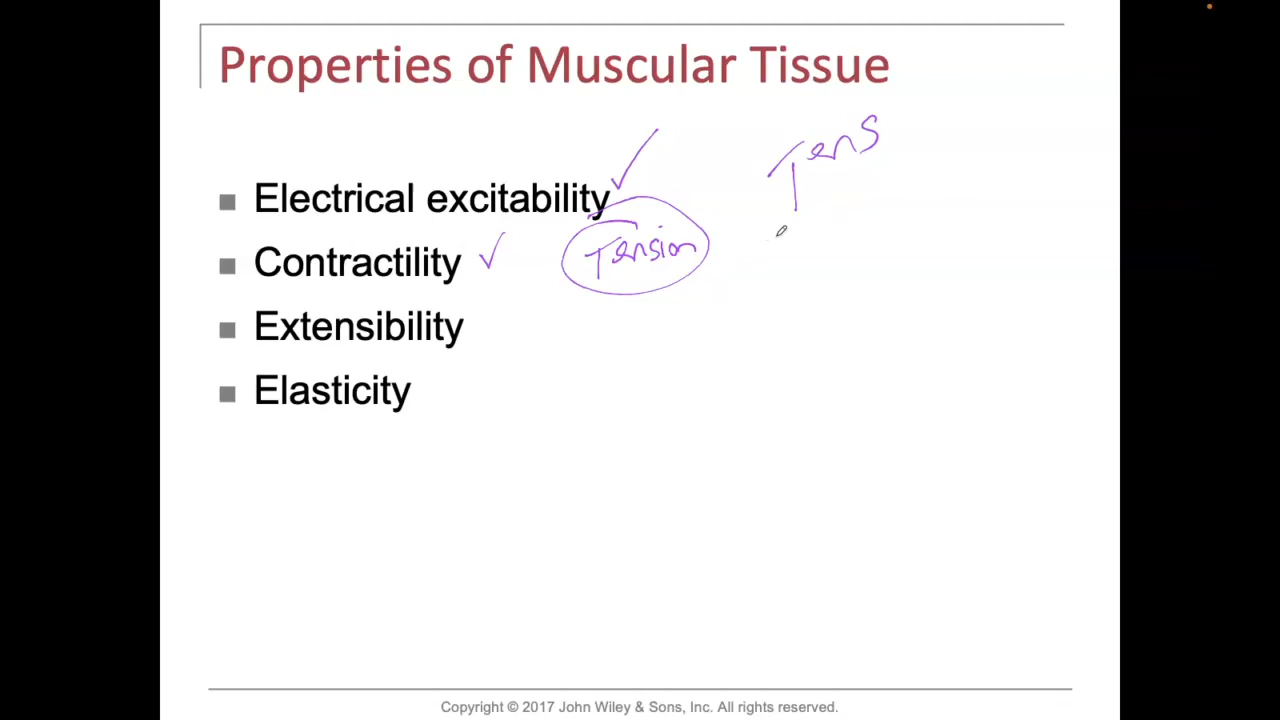 Properties of Muscular Tissue
Tens
■ Electrical excitability
■ Contractility
Tension
■ Extensibility
■ Elasticity
Copyright © 2017 John Wiley & Sons, Inc. All rights reserved.